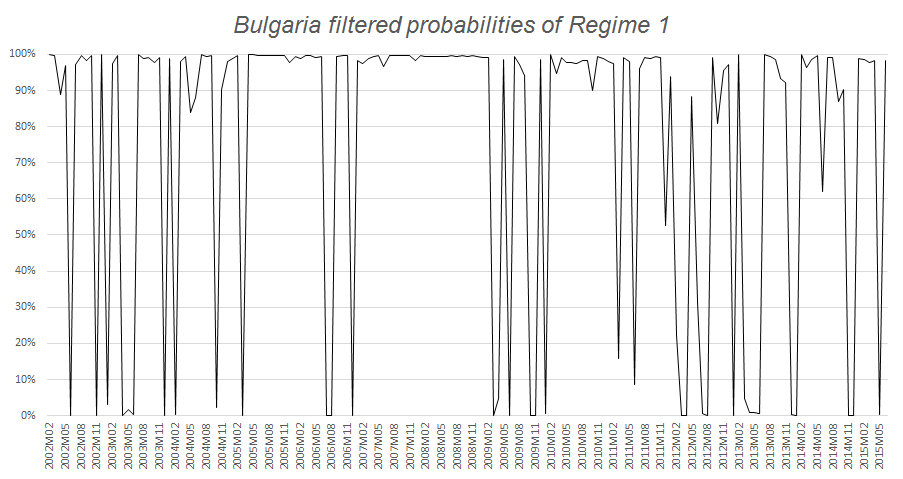 Bulgaria filtered probabilities of Regime 1
100%
90%
80%
70%
60%
50%
40%
30%
20%
10%
0%
2002M02
2002M05
2002M08
2002M11
2003M02
2003M05
2003M08
2003M11
2004M02
2004M05
2004M08
2004M11
2005M02
2005M05
2005M08
2005M11
2006M02
2006M05
2006M08
2006M11
2007M02
2007M05
2007M08
2007M11
2008M02
2008M05
2008M08
2008M11
2009M02
2009M05
2009M08
2009M11
2010M02
2010M05
2010M08
2010M11
2011M02
2011M05
2011M08
2011M11
2012M02
2012M05
2012M08
2012M11
2013M02
2013M05
2013M08
2013M11
2014M02
2014M05
2014M08
2014M11
2015M02
2015M05